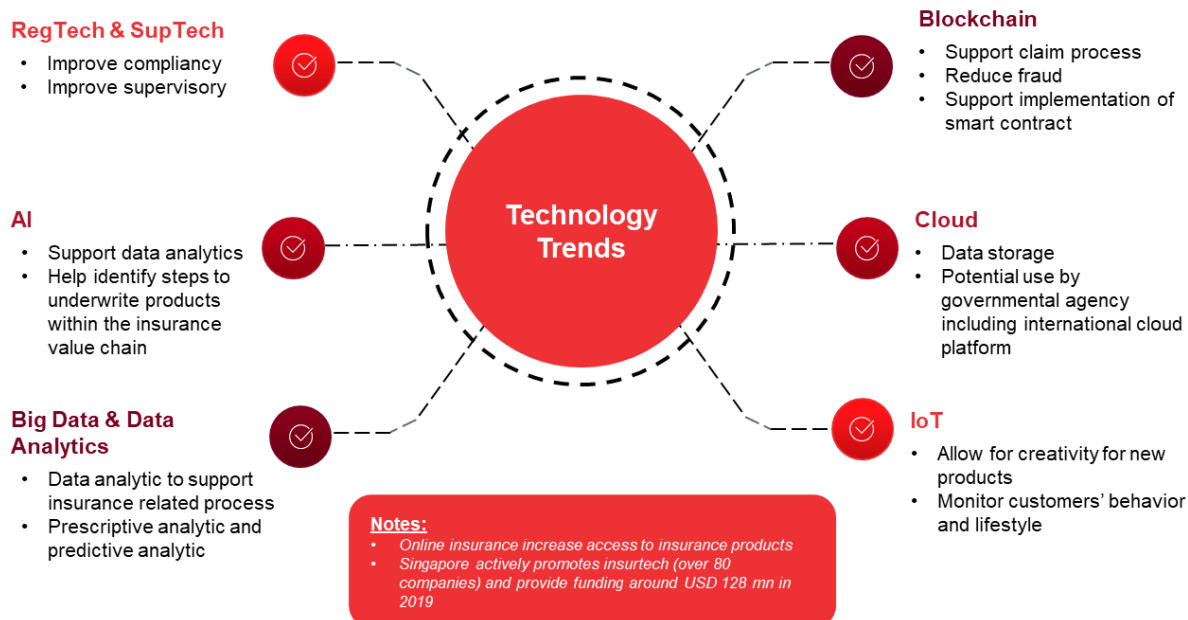 RegTech & SupTech
• Improve compliancy
• Improve supervisory
AI
• Support data analytics
• Help identify steps to
underwrite products
within the insurance
value chain
Big Data & Data
Analytics
• Data analytic to support
insurance related process
• Prescriptive analytic and
predictive analytic
Technology
Trends
Blockchain
• Support claim process
• Reduce fraud
• Support implementation of
smart contract
Cloud
• Data storage
• Potential use by
governmental agency
including international cloud
platform
IoT
• Allow for creativity for new
products
• Monitor customers’ behavior
and lifestyle
Notes:
• Online insurance increase access to insurance products
• Singapore actively promotes insurtech (over 80
companies) and provide funding around USD 128 mn in
2019